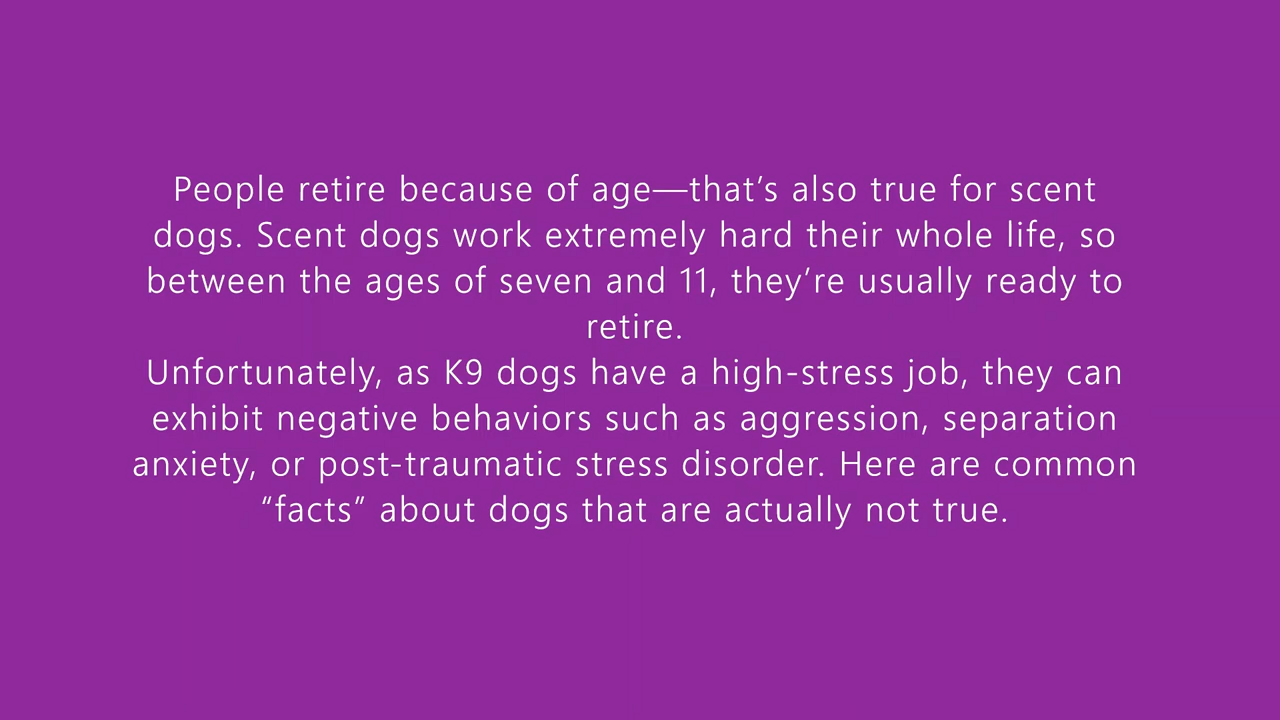 People retire because of age—that’s also true for scent
dogs. Scent dogs work extremely hard their whole life, so
between the ages of seven and 11, they’re usually ready to
retire.
Unfortunately, as K9 dogs have a high-stress job, they can
exhibit negative behaviors such as aggression, separation
anxiety, or post-traumatic stress disorder. Here are common
“facts” about dogs that are actually not true.